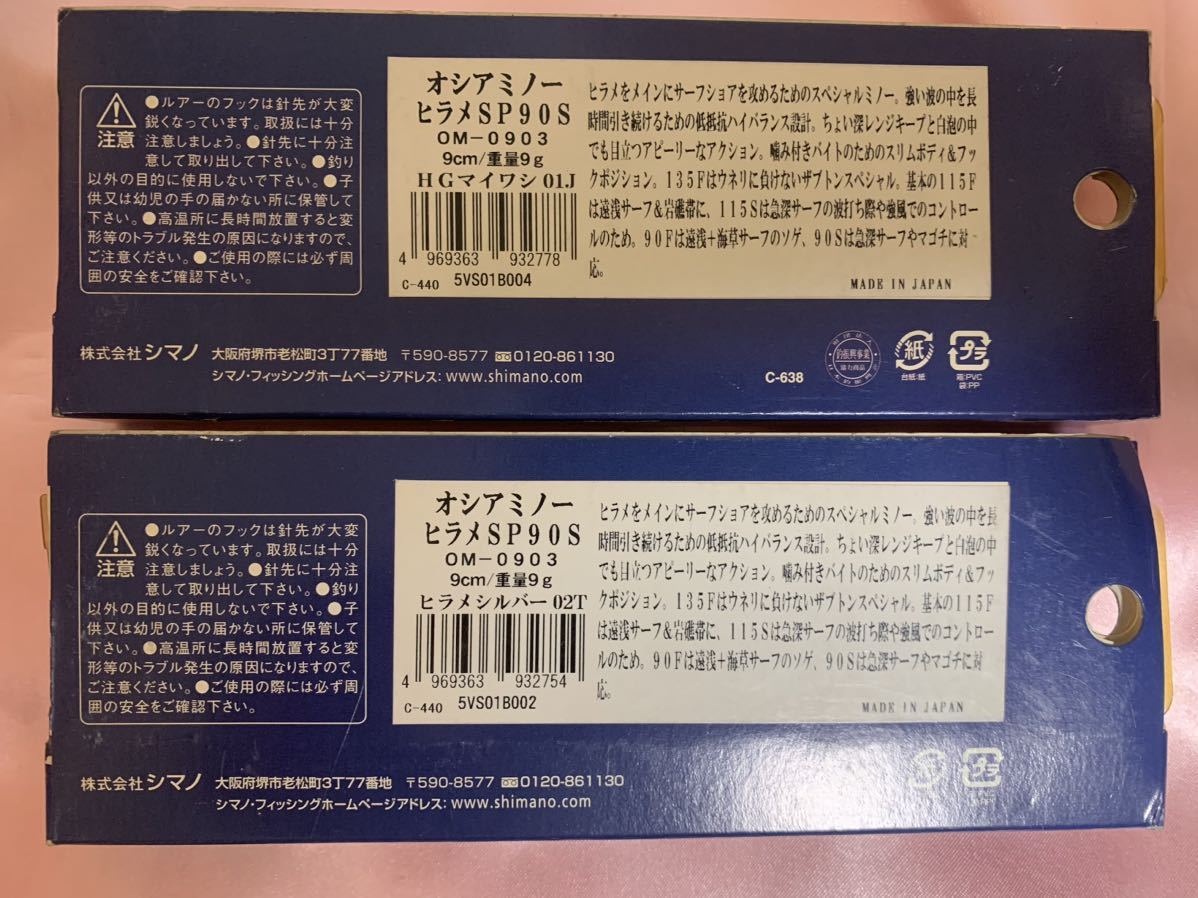 注意
●ルアーのフックは針先が大変
鋭くなっています。取扱には十分
注意しましょう。●針先に十分注
意して取り出して下さい。●釣り
以外の目的に使用しないで下さい。●子
供又は幼児の手の届かない所に保管して
下さい。●高温所に長時間放置すると変
形等のトラブル発生の原因になりますので、
ご注意ください。●ご使用の際には必ず周
囲の安全をご確認下さい。
オシアミノー
ヒラメSP90S
OM-0903
9cm/重量9g
HGマイワシ 01J
4 969363 932778
C-440 5VS01B004
ヒラメをメインにサーフショアを攻めるためのスペシャルミノー。強い波の中を長
時間引き続けるための低抵抗ハイバランス設計。ちょい深レンジキープと白泡の中
でも目立つアピーリーなアクション。噛み付きバイトのためのスリムボディ&フッ
クポジション。135Fはウネリに負けないザブトンスペシャル。基本の115F
は遠浅サーフ&岩礁帯に、115Sは急深サーフの波打ち際や強風でのコントロー
ルのため。90Fは遠浅+海草サーフのソゲ、90Sは急深サーフやマゴチに対
応。
MADE IN JAPAN
株式会社 シマノ 大阪府堺市老松町3丁77番地 〒590-8577 0120-861130
シマノ・フィッシングホームページアドレス: www.shimano.com
C-638
釣振興事業
協力商品
紙
台紙:紙
プラ
箱:PVC
袋:PP
注意
●ルアーのフックは針先が大変
鋭くなっています。取扱には十分
注意しましょう。●針先に十分注
意して取り出して下さい。●釣り
以外の目的に使用しないで下さい。●子
供又は幼児の手の届かない所に保管して
下さい。●高温所に長時間放置すると変
形等のトラブル発生の原因になりますので、
ご注意ください。●ご使用の際には必ず周
囲の安全をご確認下さい。
オシアミノー
ヒラメSP90S
OM-0903
9cm/重量9g
ヒラメシルバー 02T
4 969363 932754
C-440 5VS01B002
ヒラメをメインにサーフショアを攻めるためのスペシャルミノー。強い波の中を長
時間引き続けるための低抵抗ハイバランス設計。ちょい深レンジキープと白泡の中
でも目立つアピーリーなアクション。噛み付きバイトのためのスリムボディ&フッ
クポジション。135Fはウネリに負けないザブトンスペシャル。基本の115F
は遠浅サーフ&岩礁帯に、115Sは急深サーフの波打ち際や強風でのコントロー
ルのため。90Fは遠浅+海草サーフのソゲ、90Sは急深サーフやマゴチに対
応。
MADE IN JAPAN
株式会社 シマノ 大阪府堺市老松町3丁77番地 〒590-8577 0120-861130
シマノ・フィッシングホームページアドレス: www.shimano.com
プラ